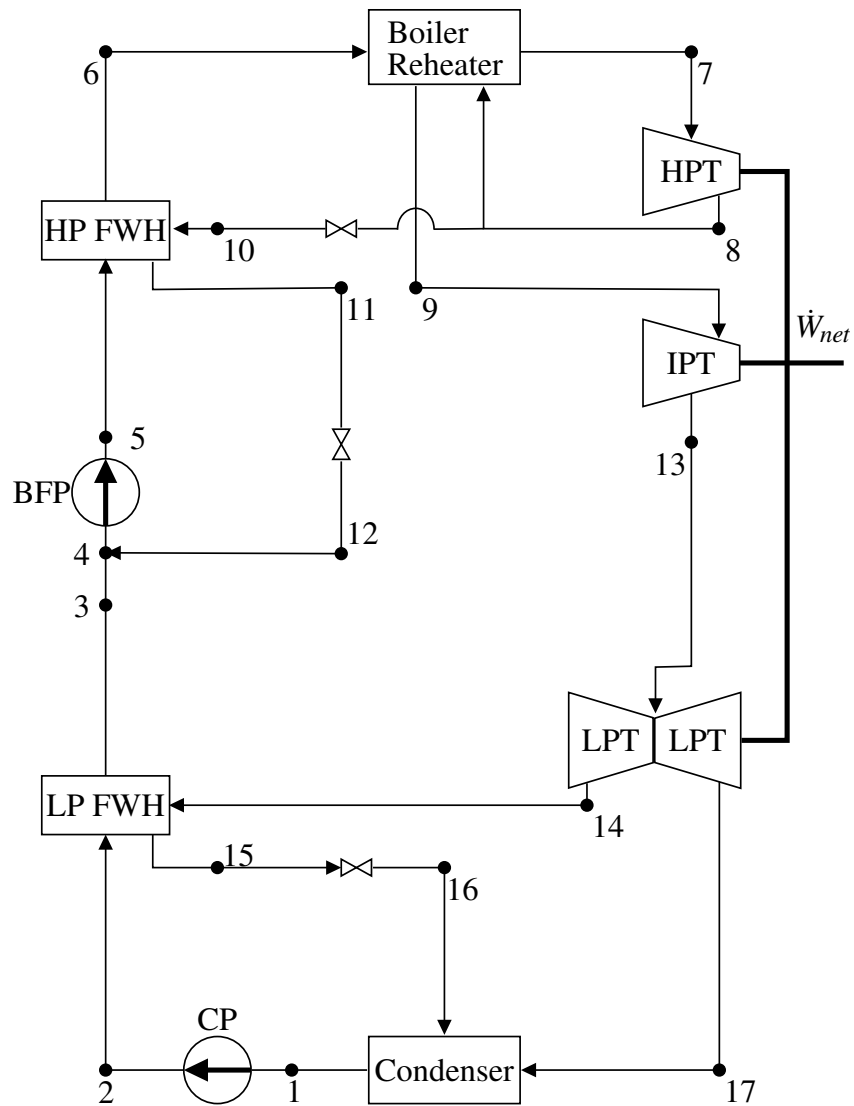 Boiler
Reheater
6
7
HPT
HP FWH
10
8
11
9
Ẇnet
IPT
5
13
BFP
12
4
3
LPT
LPT
LP FWH
14
15
16
CP
Condenser
2
1
17